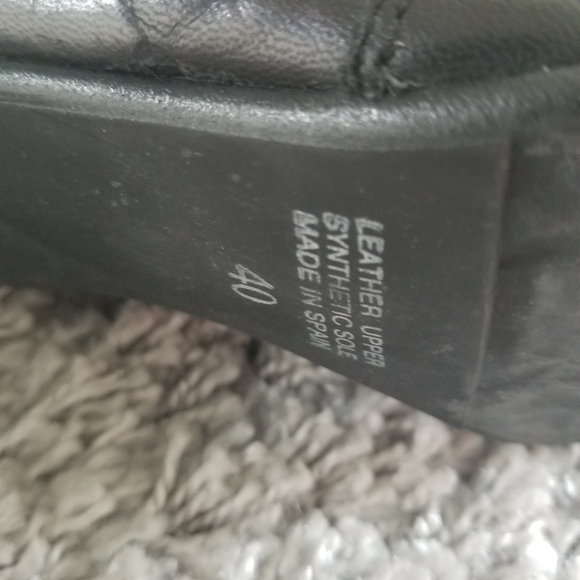 LEATHER UPPER
SYNTHETIC SOLE
MADE IN SPAIN
40